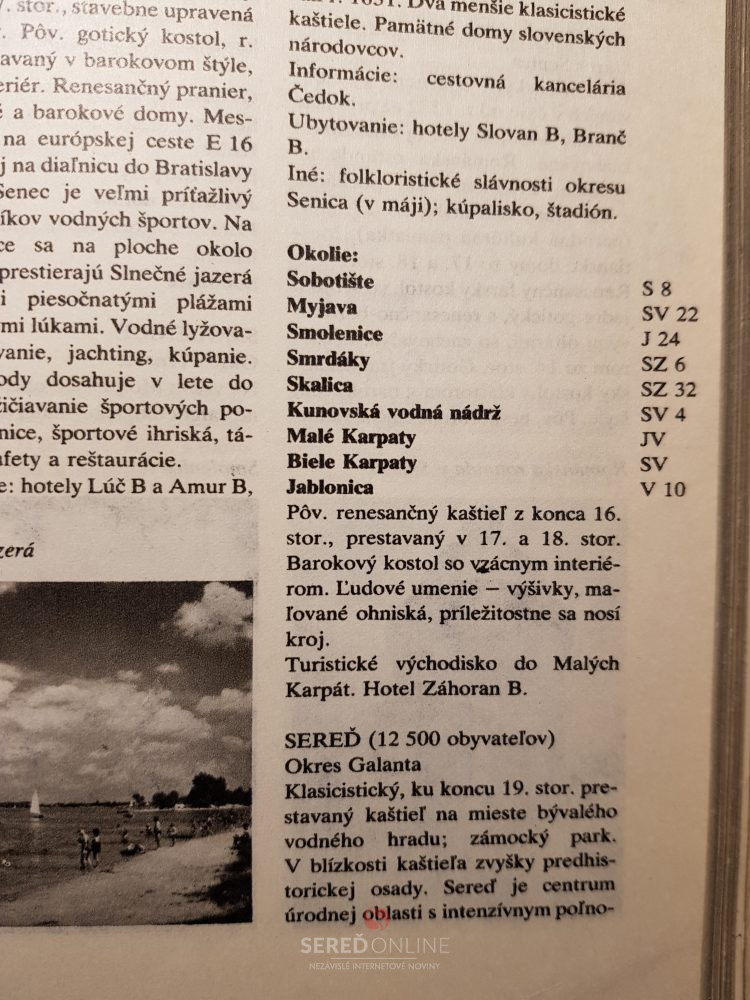 stor., stavebne upravená
Pôv. gotický kostol, r.
avaný v barokovom štýle,
eriér. Renesančný pranier,
a barokové domy. Mes-
na európskej ceste E 16
j na diaľnicu do Bratislavy
Senec je veľmi príťažlivý
íkov vodných športov. Na
ce sa na ploche okolo
prestierajú Slnečné jazerá
i piesočnatými plážami
mi lúkami. Vodné lyžova-
vanie, jachting, kúpanie.
ody dosahuje v lete do
ičiavanie športových po-
nice, športové ihriská, tá-
afety a reštaurácie.
e: hotely Lúč B a Amur B,
zerá
r. 1631. Dva menšie klasicistické
kaštiele. Pamätné domy slovenských
národovcov.
Informácie: cestovná kancelária
Čedok.
Ubytovanie: hotely Slovan B, Branč
B.
Iné: folkloristické slávnosti okresu
Senica (v máji); kúpalisko, štadión.
Okolie:
Sobotište S 8
Myjava SV 22
Smolenice J 24
Smrdáky SZ 6
Skalica SZ 32
Kunovská vodná nádrž SV 4
Malé Karpaty JV
Biele Karpaty SV
Jablonica V 10
Pôv. renesančný kaštieľ z konca 16.
stor., prestavaný v 17. a 18. stor.
Barokový kostol so vzácnym interié-
rom. Ľudové umenie — výšivky, ma-
ľované ohniská, príležitostne sa nosí
kroj.
Turistické východisko do Malých
Karpát. Hotel Záhoran B.
SEREĎ (12 500 obyvateľov)
Okres Galanta
Klasicistický, ku koncu 19. stor. pre-
stavaný kaštieľ na mieste bývalého
vodného hradu; zámocký park.
V blízkosti kaštieľa zvyšky predhis-
torickej osady. Sereď je centrum
úrodnej oblasti s intenzívnym poľno-
SEREĎONLINE
NEZÁVISLÉ INTERNETOVÉ NOVINY